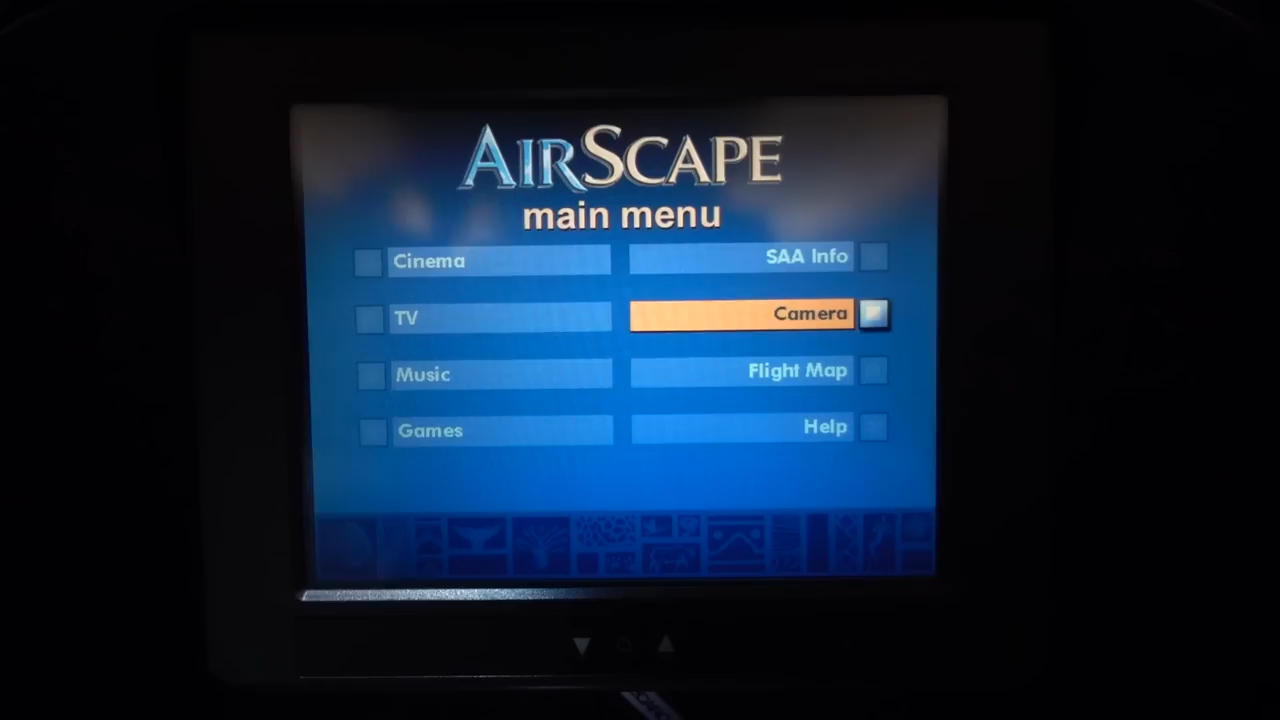 AIRSCAPE
main menu
Cinema
SAA Info
TV
Camera
Music
Flight Map
Games
Help